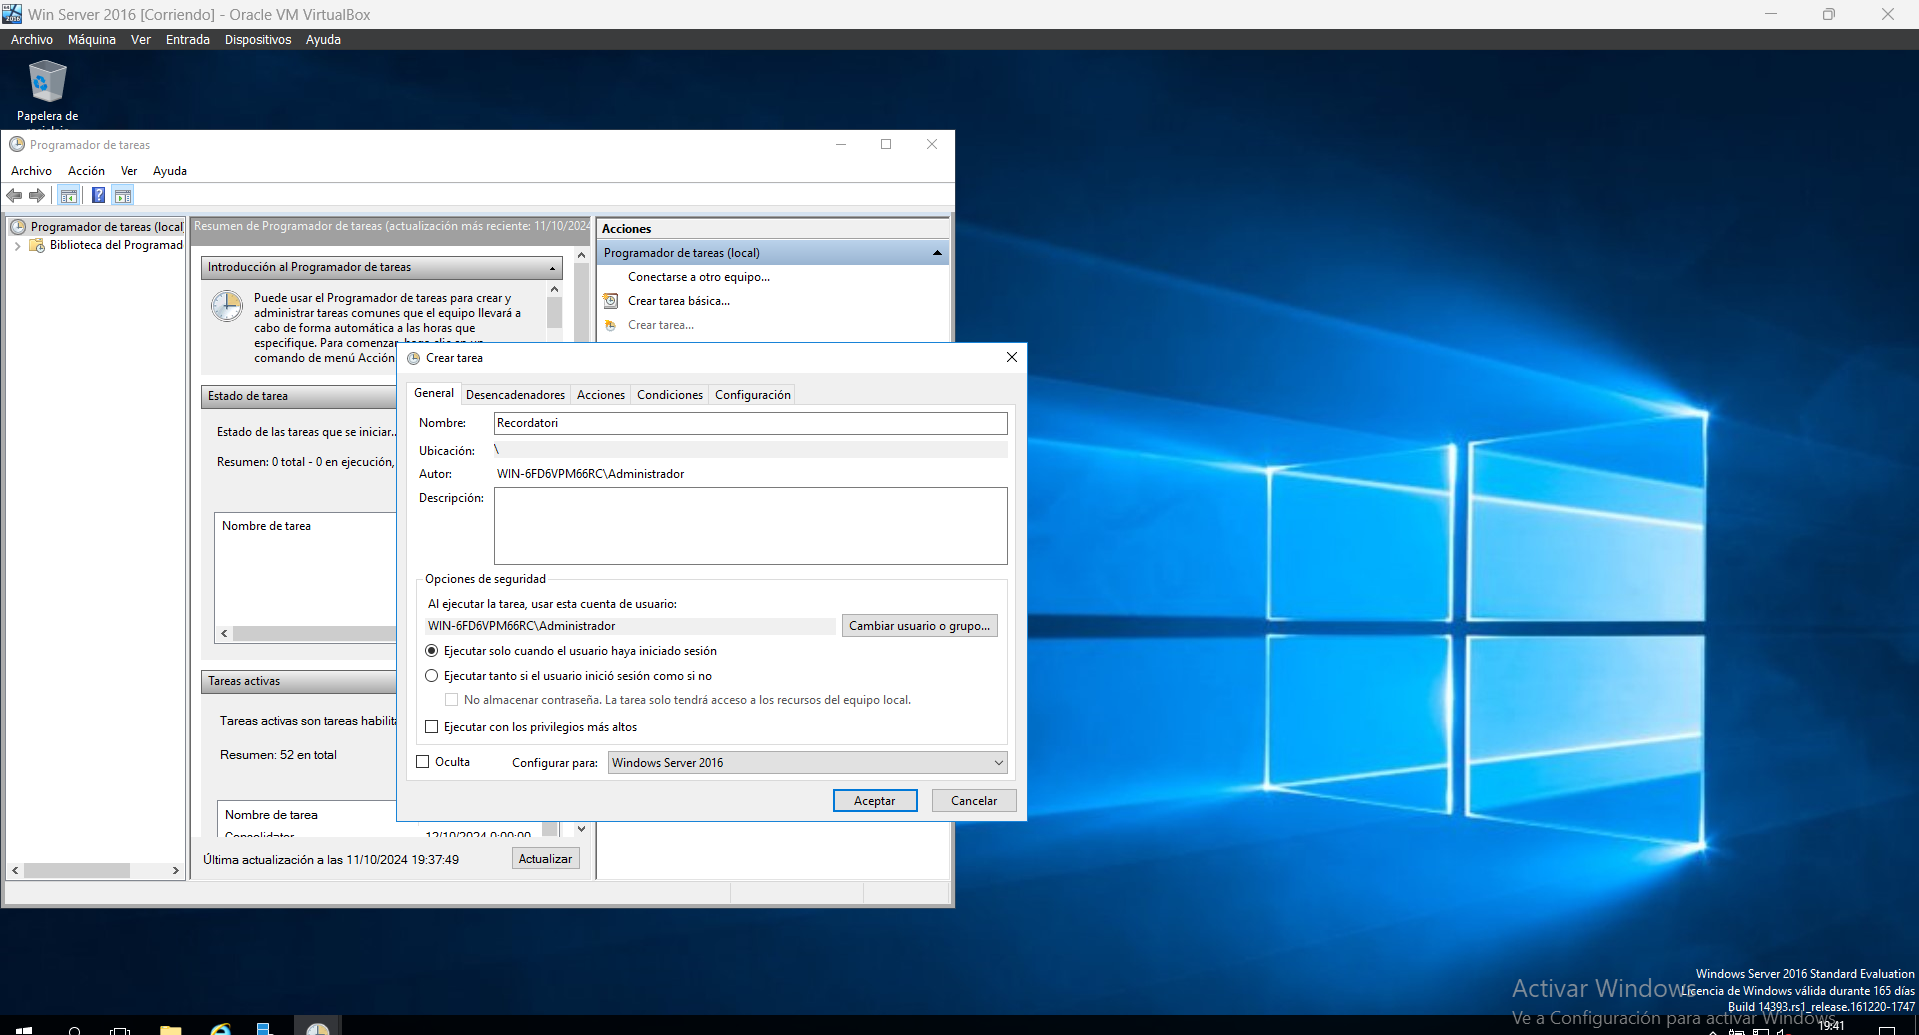 Win Server 2016 [Corriendo] - Oracle VM VirtualBox
Archivo Máquina Ver Entrada Dispositivos Ayuda
Papelera de
Programador de tareas
Archivo Acción Ver Ayuda
Programador de tareas (local
Biblioteca del Programad
Resumen de Programador de tareas (actualización más reciente: 11/10/2024
Introducción al Programador de tareas
Puede usar el Programador de tareas para crear y
administrar tareas comunes que el equipo llevará a
cabo de forma automática a las horas que
especifique. Para comenzar, haga clic en un
comando de menú Acción
Estado de tarea
Estado de las tareas que se iniciar...
Resumen: 0 total - 0 en ejecución,
Nombre de tarea
Tareas activas
Tareas activas son tareas habilita
Resumen: 52 en total
Nombre de tarea
Consolidator 12/10/2024 0:00:00
Última actualización a las 11/10/2024 19:37:49
Actualizar
Acciones
Programador de tareas (local)
Conectarse a otro equipo...
Crear tarea básica...
Crear tarea...
Crear tarea
General Desencadenadores Acciones Condiciones Configuración
Nombre: Recordatori
Ubicación: \
Autor: WIN-6FD6VPM66RC\Administrador
Descripción:
Opciones de seguridad
Al ejecutar la tarea, usar esta cuenta de usuario:
WIN-6FD6VPM66RC\Administrador
Cambiar usuario o grupo...
Ejecutar solo cuando el usuario haya iniciado sesión
Ejecutar tanto si el usuario inició sesión como si no
No almacenar contraseña. La tarea solo tendrá acceso a los recursos del equipo local.
Ejecutar con los privilegios más altos
Oculta Configurar para: Windows Server 2016
Aceptar Cancelar
Activar Windows
Ve a Configuración para activar Windows.
Windows Server 2016 Standard Evaluation
Licencia de Windows válida durante 165 días
Build 14393.rs1_release.161220-1747
19:41